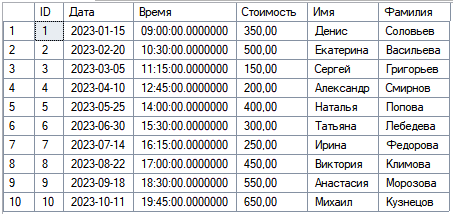 ID Дата Время Стоимость Имя Фамилия
1 1 2023-01-15 09:00:00.0000000 350,00 Денис Соловьев
2 2 2023-02-20 10:30:00.0000000 500,00 Екатерина Васильева
3 3 2023-03-05 11:15:00.0000000 150,00 Сергей Григорьев
4 4 2023-04-10 12:45:00.0000000 200,00 Александр Смирнов
5 5 2023-05-25 14:00:00.0000000 400,00 Наталья Попова
6 6 2023-06-30 15:30:00.0000000 300,00 Татьяна Лебедева
7 7 2023-07-14 16:15:00.0000000 250,00 Ирина Федорова
8 8 2023-08-22 17:00:00.0000000 450,00 Виктория Климова
9 9 2023-09-18 18:30:00.0000000 550,00 Анастасия Морозова
10 10 2023-10-11 19:45:00.0000000 650,00 Михаил Кузнецов